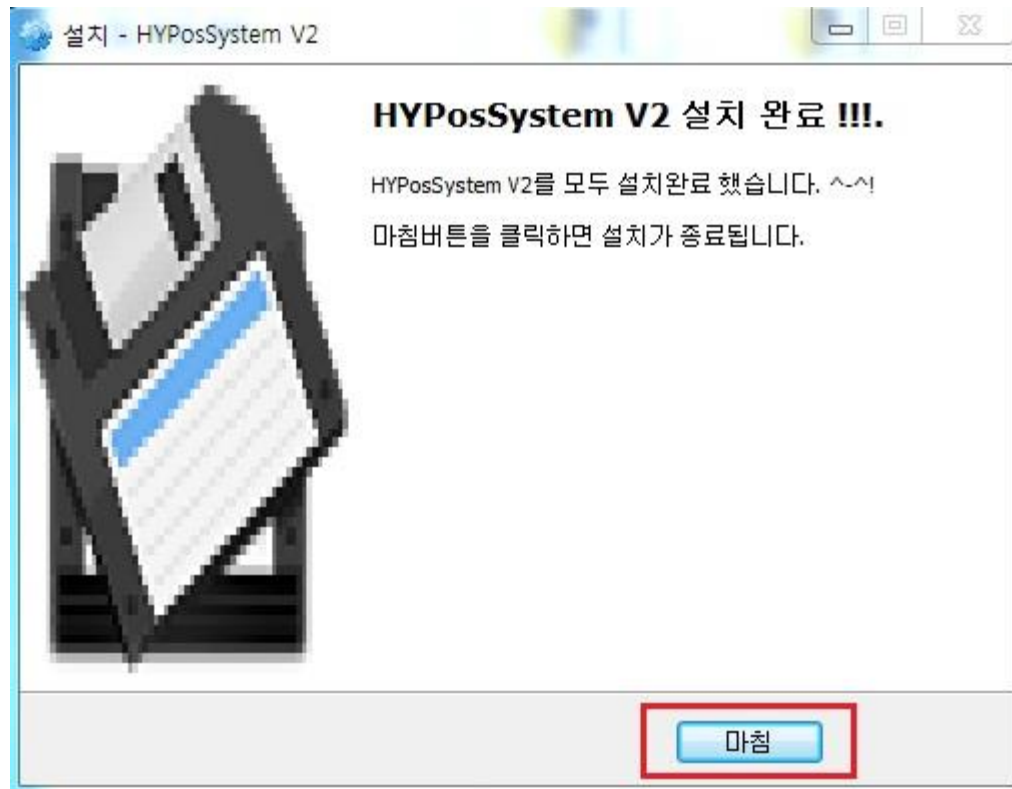 설치 - HYPosSystem V2
HYPosSystem V2 설치 완료 !!!.
HYPosSystem V2를 모두 설치완료 했습니다. ^-^!
마침버튼을 클릭하면 설치가 종료됩니다.
마침